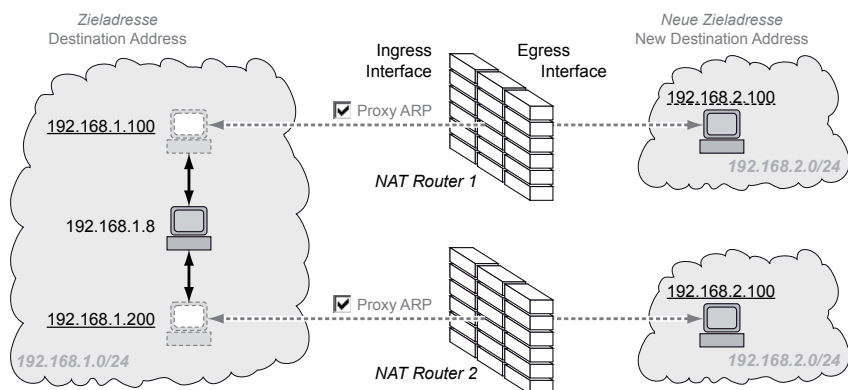 Zieladresse
Destination Address
Neue Zieladresse
New Destination Address
Ingress
Interface
Egress
Interface
192.168.1.100
Proxy ARP
192.168.2.100
192.168.2.0/24
NAT Router 1
192.168.1.8
192.168.1.200
Proxy ARP
192.168.2.100
192.168.1.0/24
192.168.2.0/24
NAT Router 2